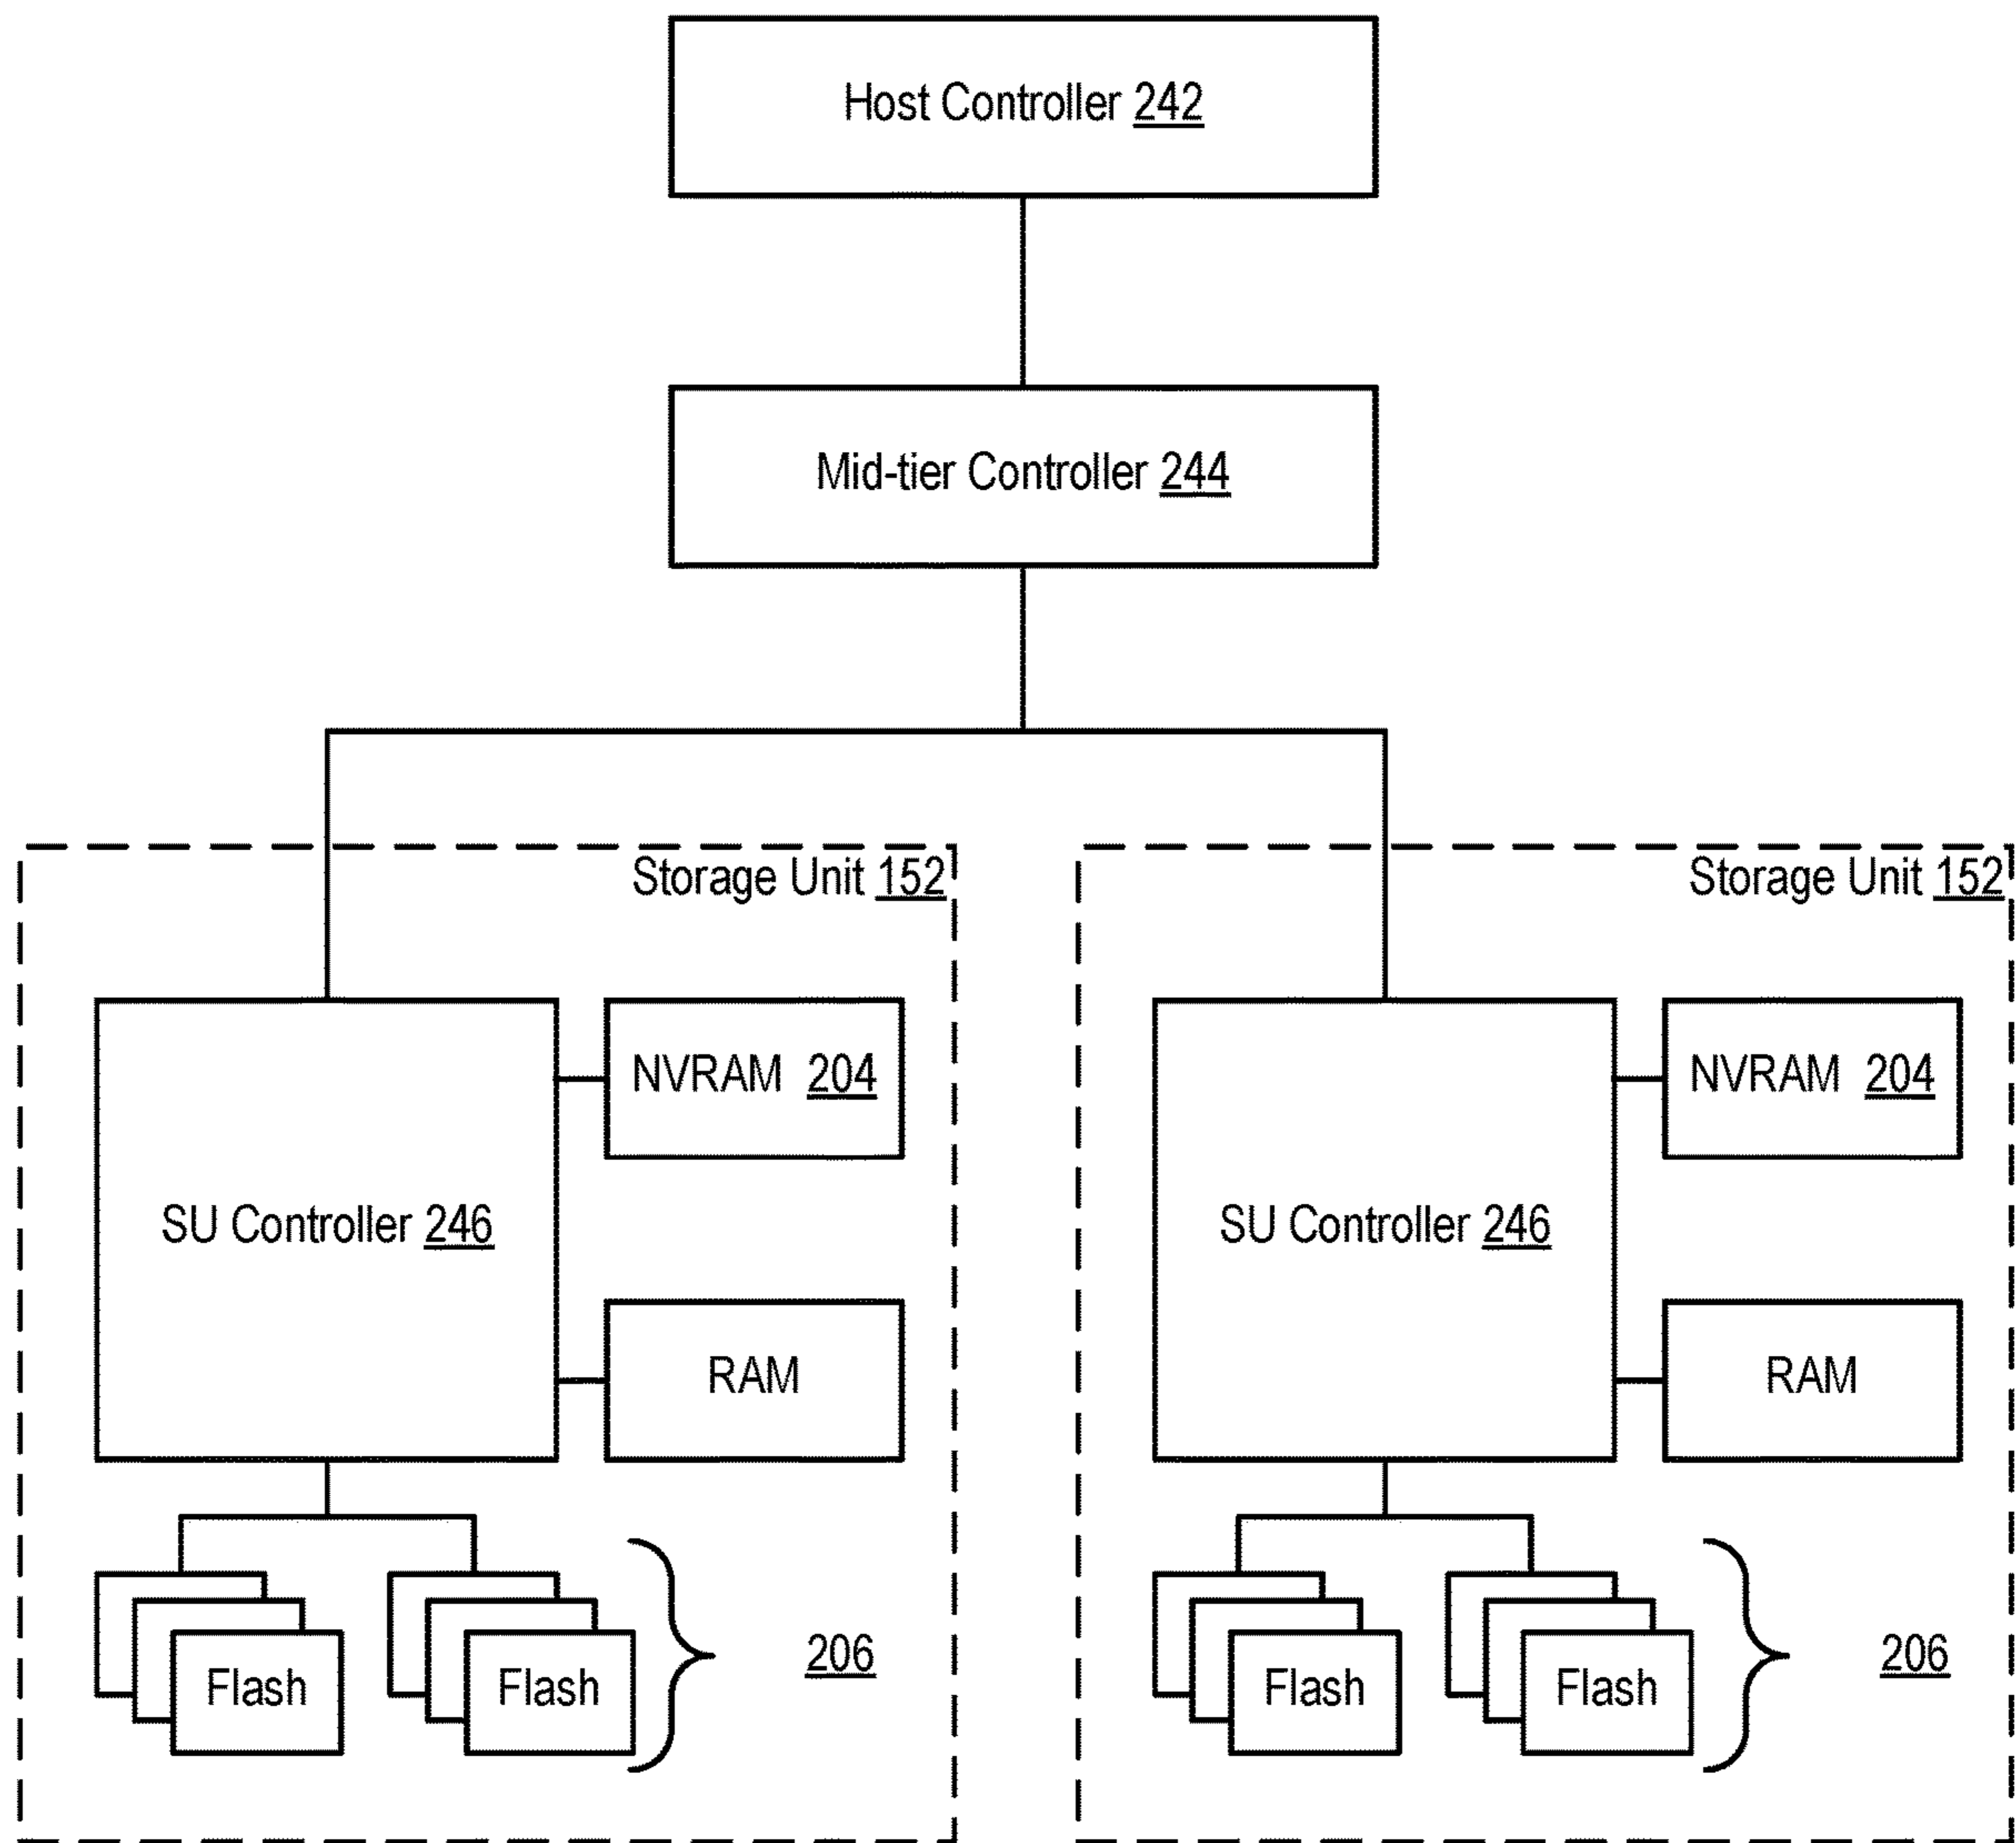 Host Controller 242
Mid-tier Controller 244
Storage Unit 152
SU Controller 246
NVRAM 204
RAM
Flash
Flash
206
Storage Unit 152
SU Controller 246
NVRAM 204
RAM
Flash
Flash
206